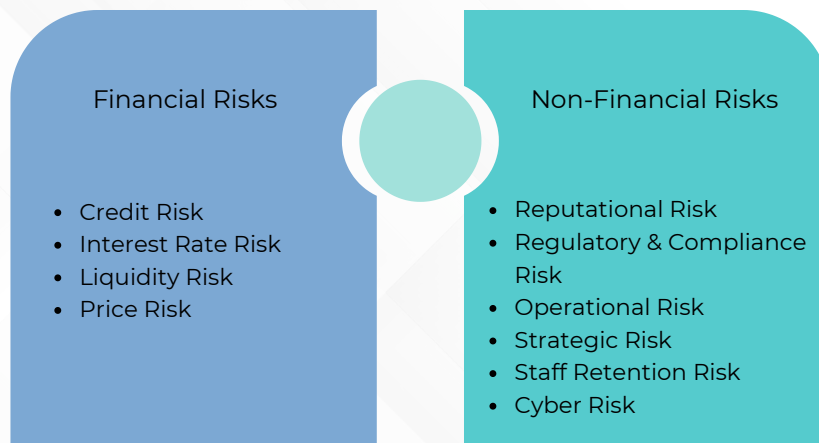 Financial Risks
• Credit Risk
• Interest Rate Risk
• Liquidity Risk
• Price Risk
Non-Financial Risks
• Reputational Risk
• Regulatory & Compliance
Risk
• Operational Risk
• Strategic Risk
• Staff Retention Risk
• Cyber Risk